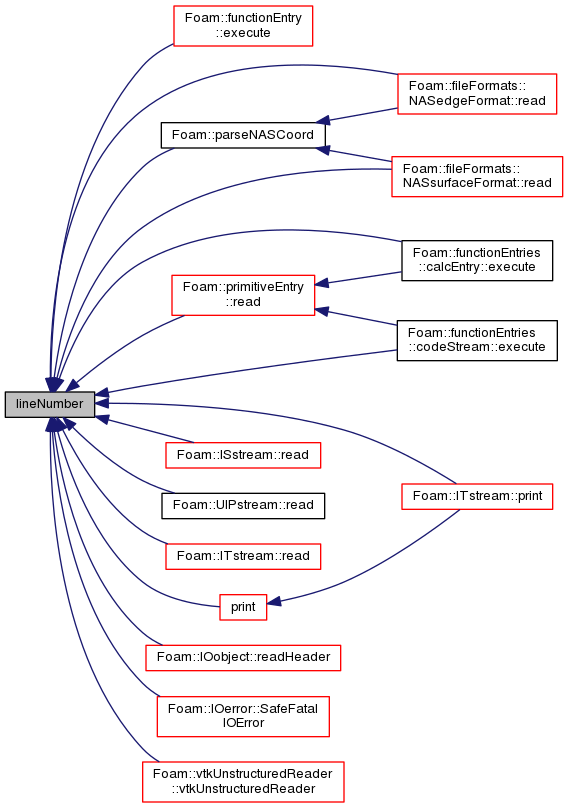 Foam::functionEntry
::execute
Foam::fileFormats::
NASedgeFormat::read
Foam::parseNASCoord
Foam::fileFormats::
NASsurfaceFormat::read
Foam::functionEntries
::calcEntry::execute
Foam::primitiveEntry
::read
Foam::functionEntries
::codeStream::execute
lineNumber
Foam::ISstream::read
Foam::ITstream::print
Foam::UIPstream::read
Foam::ITstream::read
print
Foam::IOobject::readHeader
Foam::IOerror::SafeFatal
IOError
Foam::vtkUnstructuredReader
::vtkUnstructuredReader